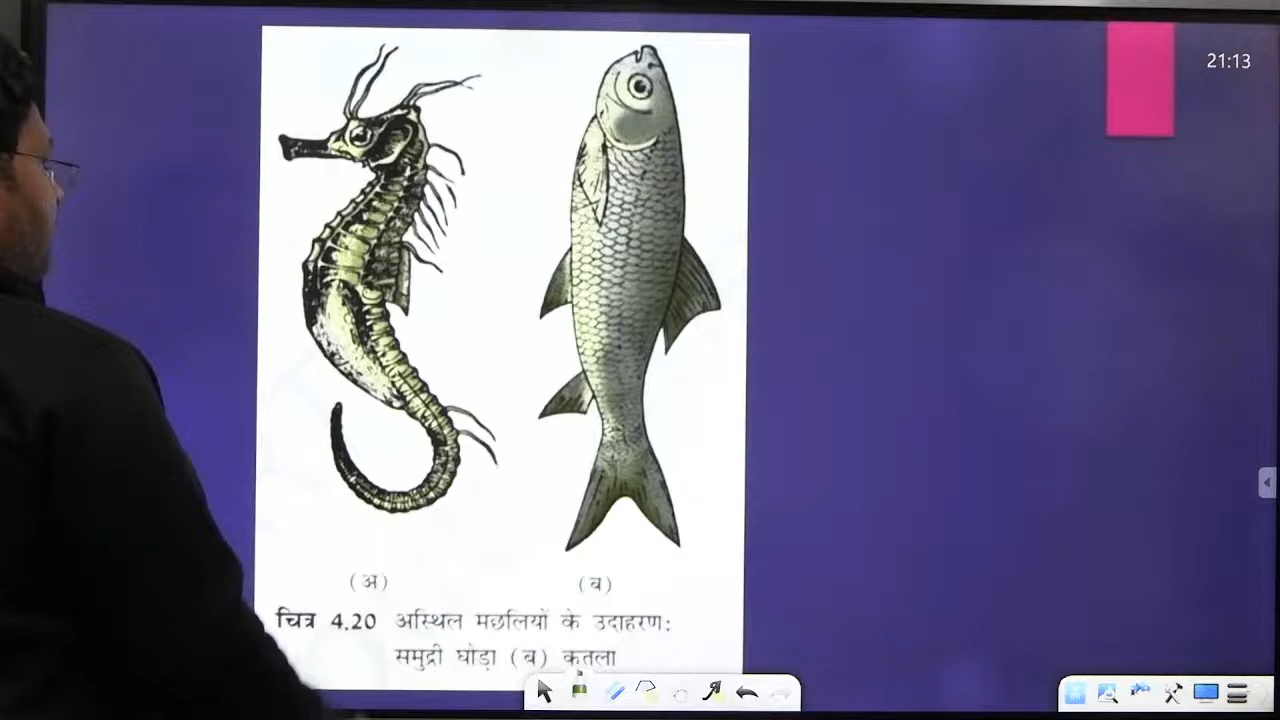 21:13
(अ) (ब)
चित्र 4.20 अस्थिल मछलियों के उदाहरण:
समुद्री घोड़ा (ब) कतला